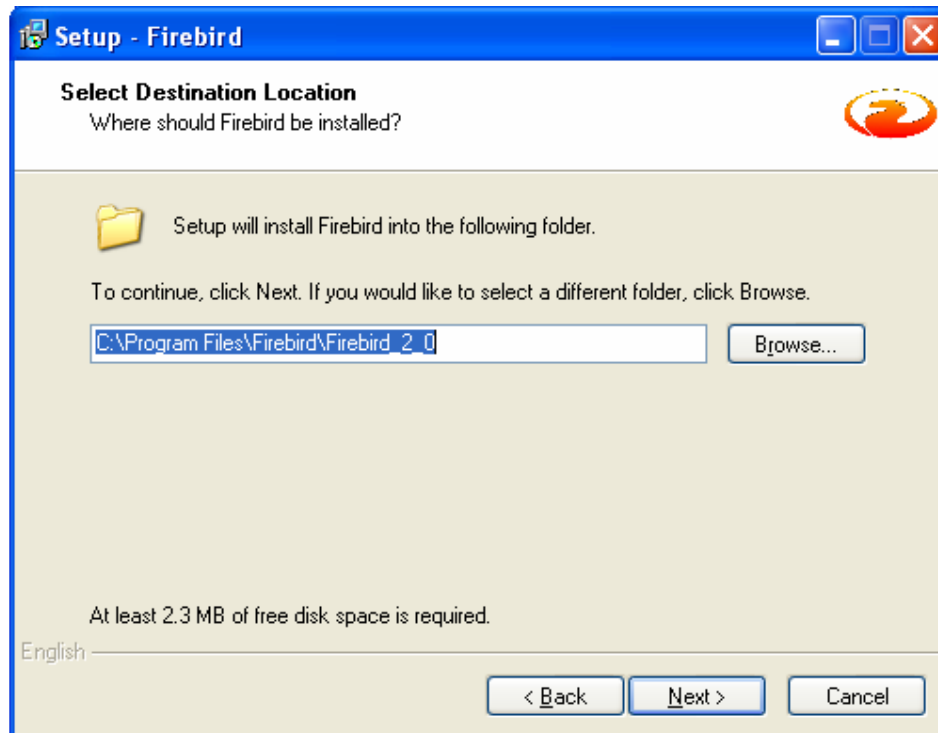 Setup - Firebird
Select Destination Location
Where should Firebird be installed?
Setup will install Firebird into the following folder.
To continue, click Next. If you would like to select a different folder, click Browse.
C:\Program Files\Firebird\Firebird_2_0
Browse...
At least 2.3 MB of free disk space is required.
English
< Back
Next >
Cancel